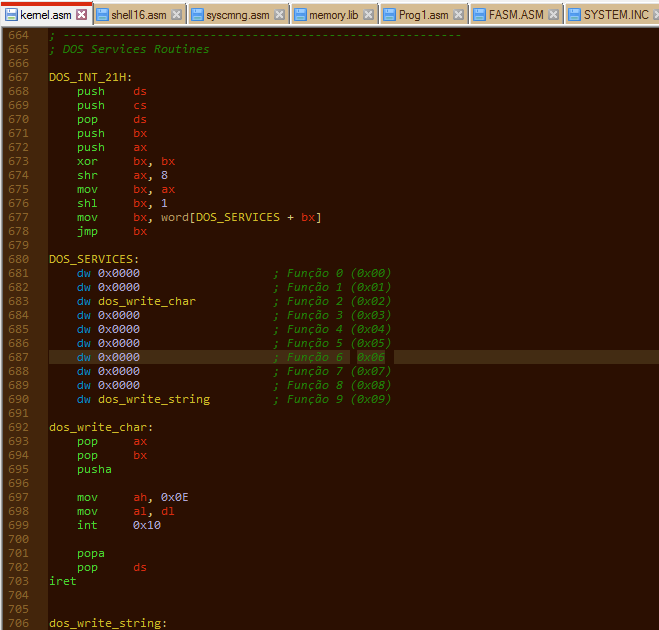 kernel.asm shell16.asm syscmng.asm memory.lib Prog1.asm FASM.ASM SYSTEM.INC
664 ; ---------------------------------------------------------
665 ; DOS Services Routines
666
667 DOS_INT_21H:
668 push ds
669 push cs
670 pop ds
671 push bx
672 push ax
673 xor bx, bx
674 shr ax, 8
675 mov bx, ax
676 shl bx, 1
677 mov bx, word[DOS_SERVICES + bx]
678 jmp bx
679
680 DOS_SERVICES:
681 dw 0x0000 ; Função 0 (0x00)
682 dw 0x0000 ; Função 1 (0x01)
683 dw dos_write_char ; Função 2 (0x02)
684 dw 0x0000 ; Função 3 (0x03)
685 dw 0x0000 ; Função 4 (0x04)
686 dw 0x0000 ; Função 5 (0x05)
687 dw 0x0000 ; Função 6 0x06
688 dw 0x0000 ; Função 7 (0x07)
689 dw 0x0000 ; Função 8 (0x08)
690 dw dos_write_string ; Função 9 (0x09)
691
692 dos_write_char:
693 pop ax
694 pop bx
695 pusha
696
697 mov ah, 0x0E
698 mov al, dl
699 int 0x10
700
701 popa
702 pop ds
703 iret
704
705
706 dos_write_string: